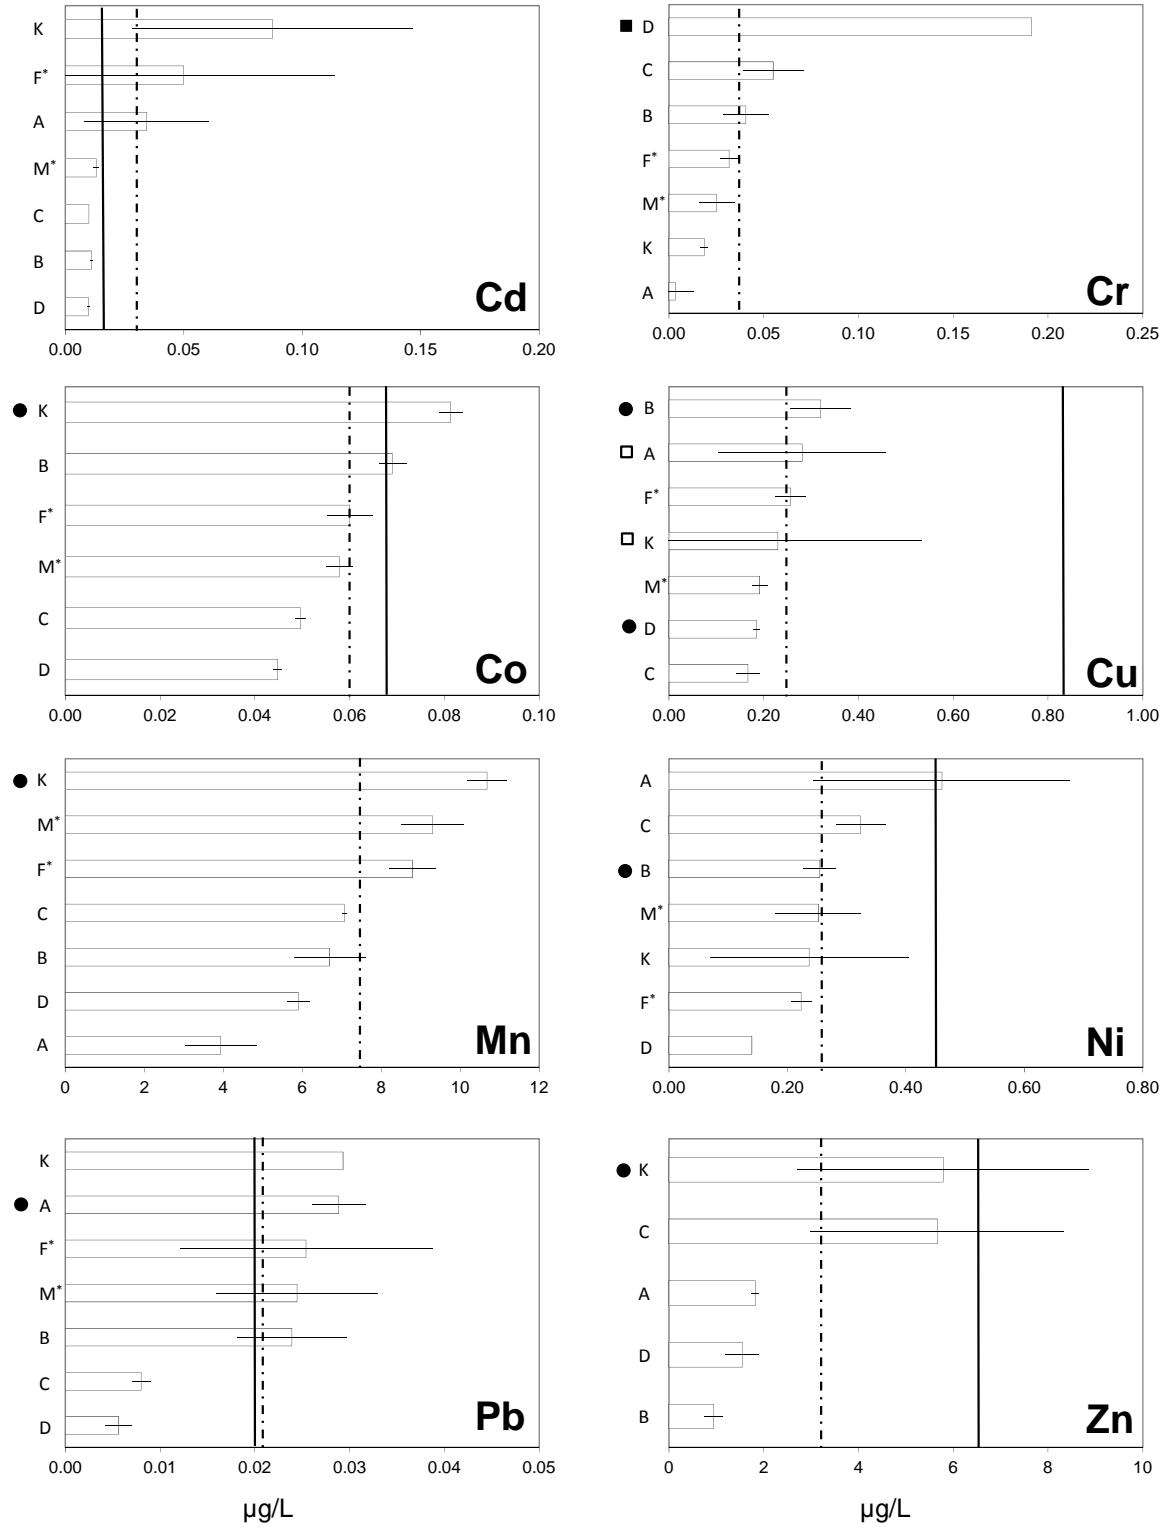 K
F*
A
M*
C
B
D
Cd
0.00 0.05 0.10 0.15 0.20
D
C
B
F*
M*
K
A
Cr
0.00 0.05 0.10 0.15 0.20 0.25
K
B
F*
M*
C
D
Co
0.00 0.02 0.04 0.06 0.08 0.10
B
A
F*
K
M*
D
C
Cu
0.00 0.20 0.40 0.60 0.80 1.00
K
M*
F*
C
B
D
A
Mn
0 2 4 6 8 10 12
A
C
B
M*
K
F*
D
Ni
0.00 0.20 0.40 0.60 0.80
K
A
F*
M*
B
C
D
Pb
0.00 0.01 0.02 0.03 0.04 0.05
µg/L
K
C
A
D
B
Zn
0 2 4 6 8 10
µg/L